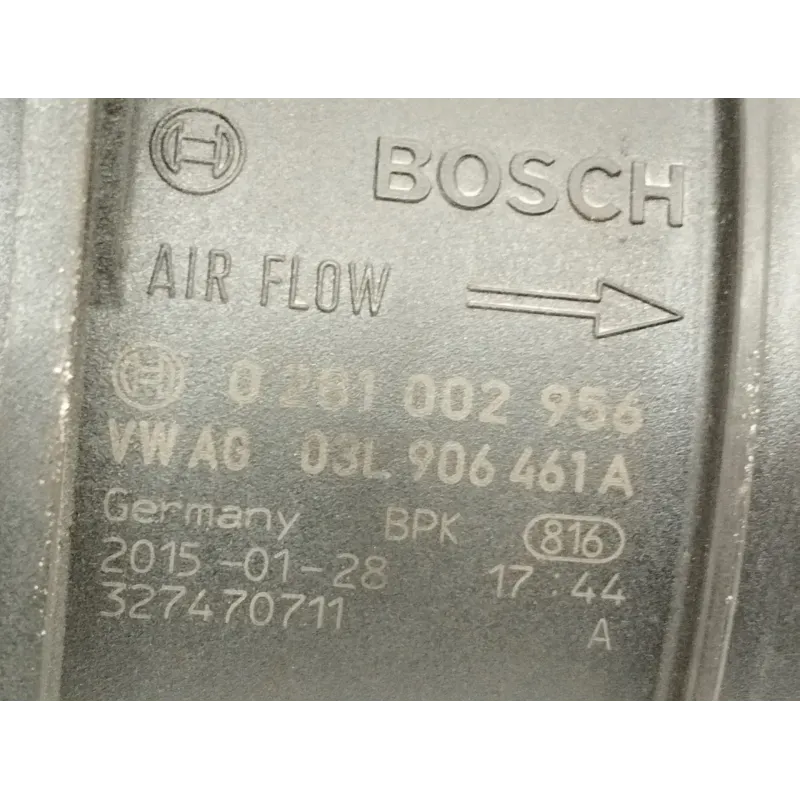 BOSCH
AIR FLOW
0 281 002 956
VW AG 03L 906 461 A
Germany BPK 816
2015-01-28 17:44
327470711 A